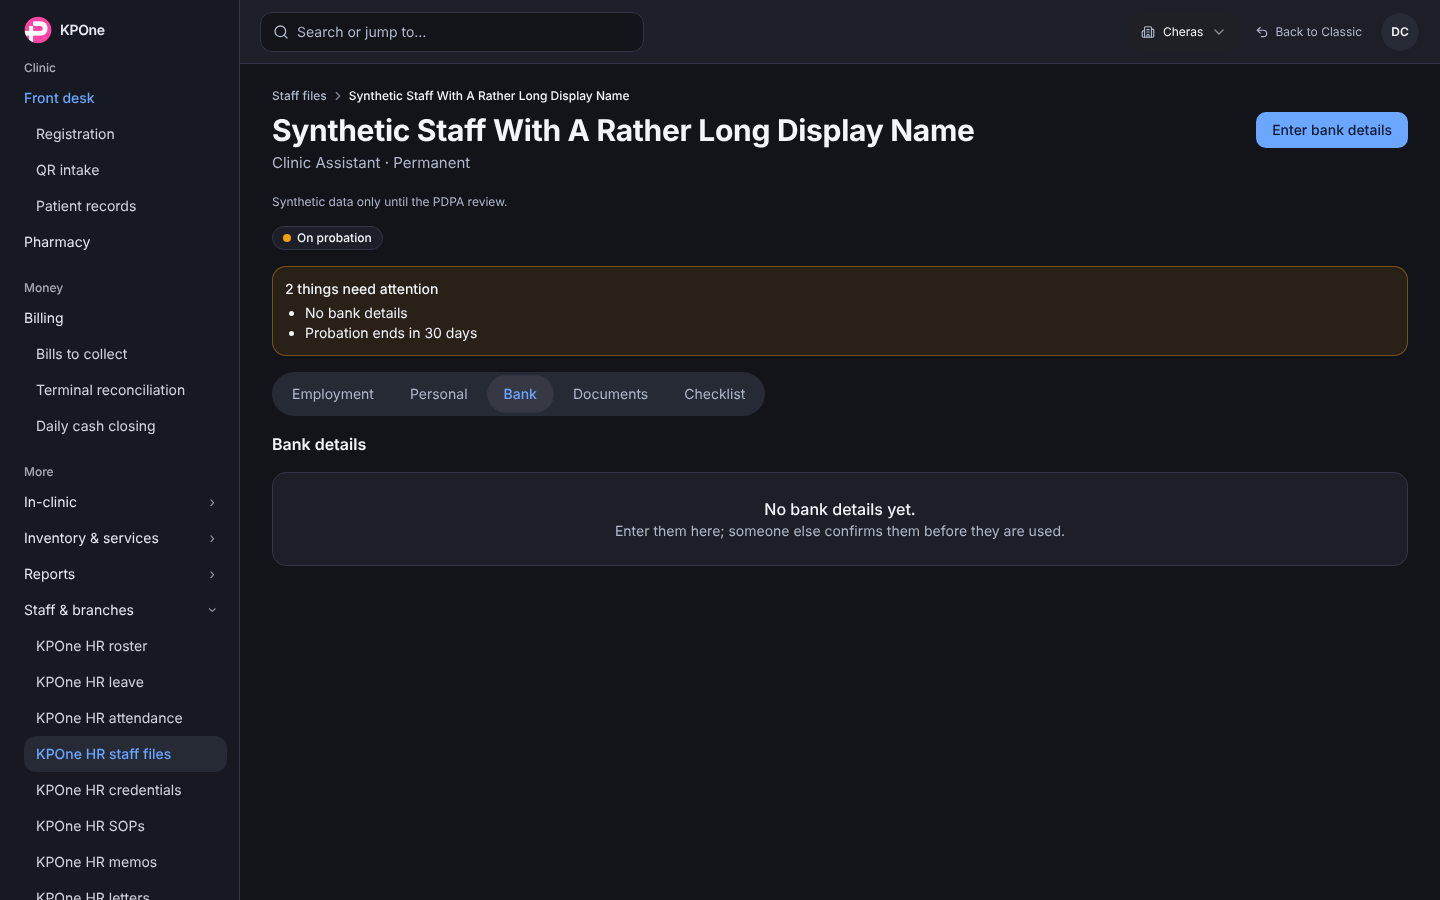 KPOne
Clinic
Front desk
Registration
QR intake
Patient records
Pharmacy
Money
Billing
Bills to collect
Terminal reconciliation
Daily cash closing
More
In-clinic
Inventory & services
Reports
Staff & branches
KPOne HR roster
KPOne HR leave
KPOne HR attendance
KPOne HR staff files
KPOne HR credentials
KPOne HR SOPs
KPOne HR memos
KPOne HR letters
Search or jump to...
Cheras
Back to Classic
DC
Staff files > Synthetic Staff With A Rather Long Display Name
Synthetic Staff With A Rather Long Display Name
Enter bank details
Clinic Assistant · Permanent
Synthetic data only until the PDPA review.
On probation
2 things need attention
• No bank details
• Probation ends in 30 days
Employment Personal Bank Documents Checklist
Bank details
No bank details yet.
Enter them here; someone else confirms them before they are used.